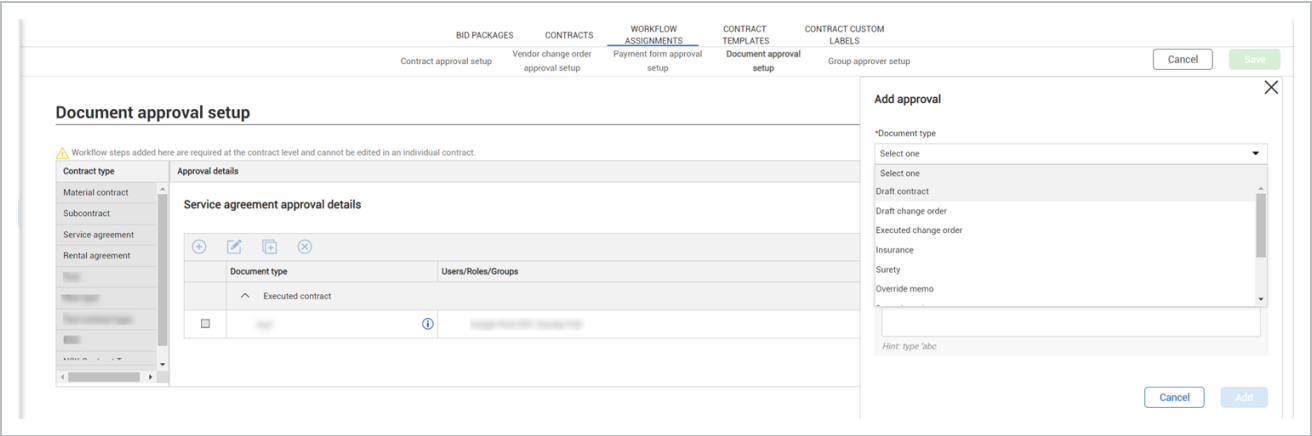 BID PACKAGES
CONTRACTS
WORKFLOW
ASSIGNMENTS
CONTRACT
TEMPLATES
CONTRACT CUSTOM
LABELS
Contract approval setup
Vendor change order
approval setup
Payment form approval
setup
Document approval
setup
Group approver setup
Cancel
Save
Document approval setup
Workflow steps added here are required at the contract level and cannot be edited in an individual contract.
Contract type
Approval details
Material contract
Subcontract
Service agreement
Rental agreement
Service agreement approval details
Document type
Users/Roles/Groups
Executed contract
Add approval
*Document type
Select one
Select one
Draft contract
Draft change order
Executed change order
Insurance
Surety
Override memo
Hint: type 'abc
Cancel
Add